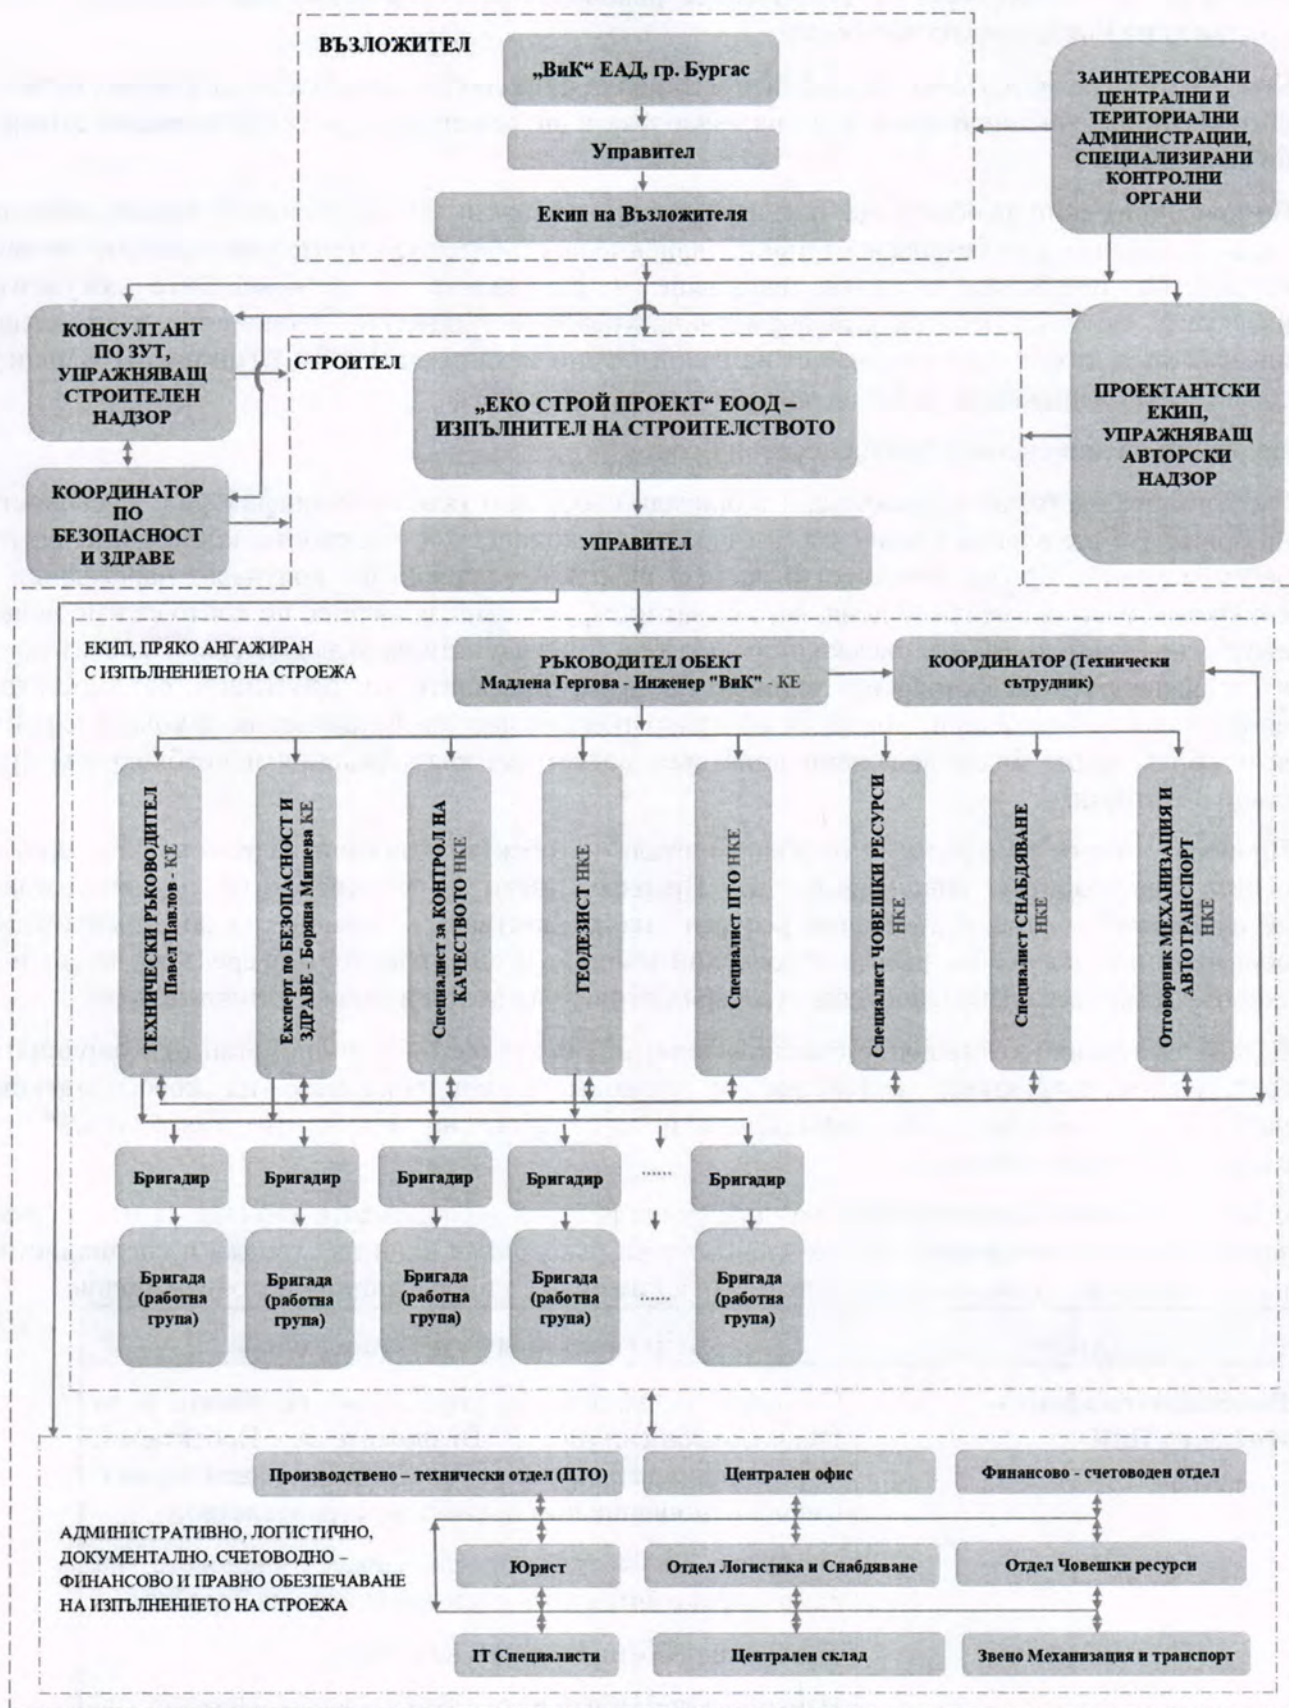 ВЪЗЛОЖИТЕЛ
„ВиК“ ЕАД, гр. Бургас
Управител
Екип на Възложителя
ЗАИНТЕРЕСОВАНИ
ЦЕНТРАЛНИ И
ТЕРИТОРИАЛНИ
АДМИНИСТРАЦИИ,
СПЕЦИАЛИЗИРАНИ
КОНТРОЛНИ
ОРГАНИ
КОНСУЛТАНТ
ПО ЗУТ,
УПРАЖНЯВАЩ
СТРОИТЕЛЕН
НАДЗОР
СТРОИТЕЛ
„ЕКО СТРОЙ ПРОЕКТ“ ЕООД –
ИЗПЪЛНИТЕЛ НА СТРОИТЕЛСТВОТО
ПРОЕКТАНТСКИ
ЕКИП,
УПРАЖНЯВАЩ
АВТОРСКИ
НАДЗОР
КООРДИНАТОР
ПО
БЕЗОПАСНОСТ
И ЗДРАВЕ
УПРАВИТЕЛ
ЕКИП, ПРЯКО АНГАЖИРАН
С ИЗПЪЛНЕНИЕТО НА СТРОЕЖА
РЪКОВОДИТЕЛ ОБЕКТ
Мадлена Гергова - Инженер "ВиК" - КЕ
КООРДИНАТОР (Технически
сътрудник)
ТЕХНИЧЕСКИ РЪКОВОДИТЕЛ
Павел Павлов - КЕ
Експерт по БЕЗОПАСНОСТ И
ЗДРАВЕ - Боряна Мишева КЕ
Специалист за КОНТРОЛ НА
КАЧЕСТВОТО НКЕ
ГЕОДЕЗИСТ НКЕ
Специалист ПТО НКЕ
Специалист ЧОВЕШКИ РЕСУРСИ
НКЕ
Специалист СНАБДЯВАНЕ
НКЕ
Отговорник МЕХАНИЗАЦИЯ И
АВТОТРАНСПОРТ НКЕ
Бригадир Бригадир Бригадир Бригадир ...... Бригадир
Бригада Бригада Бригада Бригада ...... Бригада
(работна (работна (работна (работна (работна
група) група) група) група) група)
Производствено – технически отдел (ПТО) Централен офис Финансово - счетоводен отдел
АДМИНИСТРАТИВНО, ЛОГИСТИЧНО,
ДОКУМЕНТАЛНО, СЧЕТОВОДНО –
ФИНАНСОВО И ПРАВНО ОБЕЗПЕЧАВАНЕ
НА ИЗПЪЛНЕНИЕТО НА СТРОЕЖА
Юрист Отдел Логистика и Снабдяване Отдел Човешки ресурси
IT Специалисти Централен склад Звено Механизация и транспорт